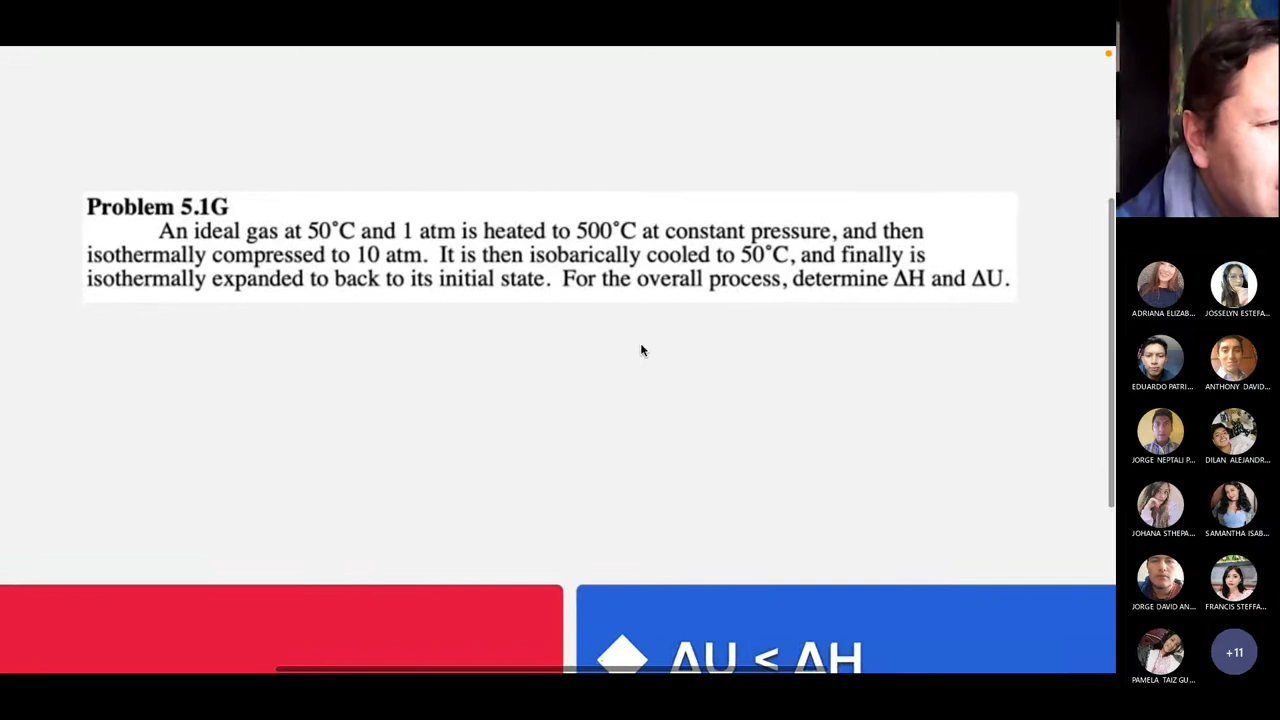 Problem 5.1G
An ideal gas at 50°C and 1 atm is heated to 500°C at constant pressure, and then
isothermally compressed to 10 atm. It is then isobarically cooled to 50°C, and finally is
isothermally expanded to back to its initial state. For the overall process, determine ΔH and ΔU.
ΔU < ΔH
ADRIANA ELIZAB...
JOSSELYN ESTEFA...
EDUARDO PATRI...
ANTHONY DAVID...
JORGE NEPTALI P...
DILAN ALEJANDR...
JOHANA STHEPA...
SAMANTHA ISAB...
JORGE DAVID AN...
FRANCIS STEFFA...
PAMELA TAIZ GU...
+11